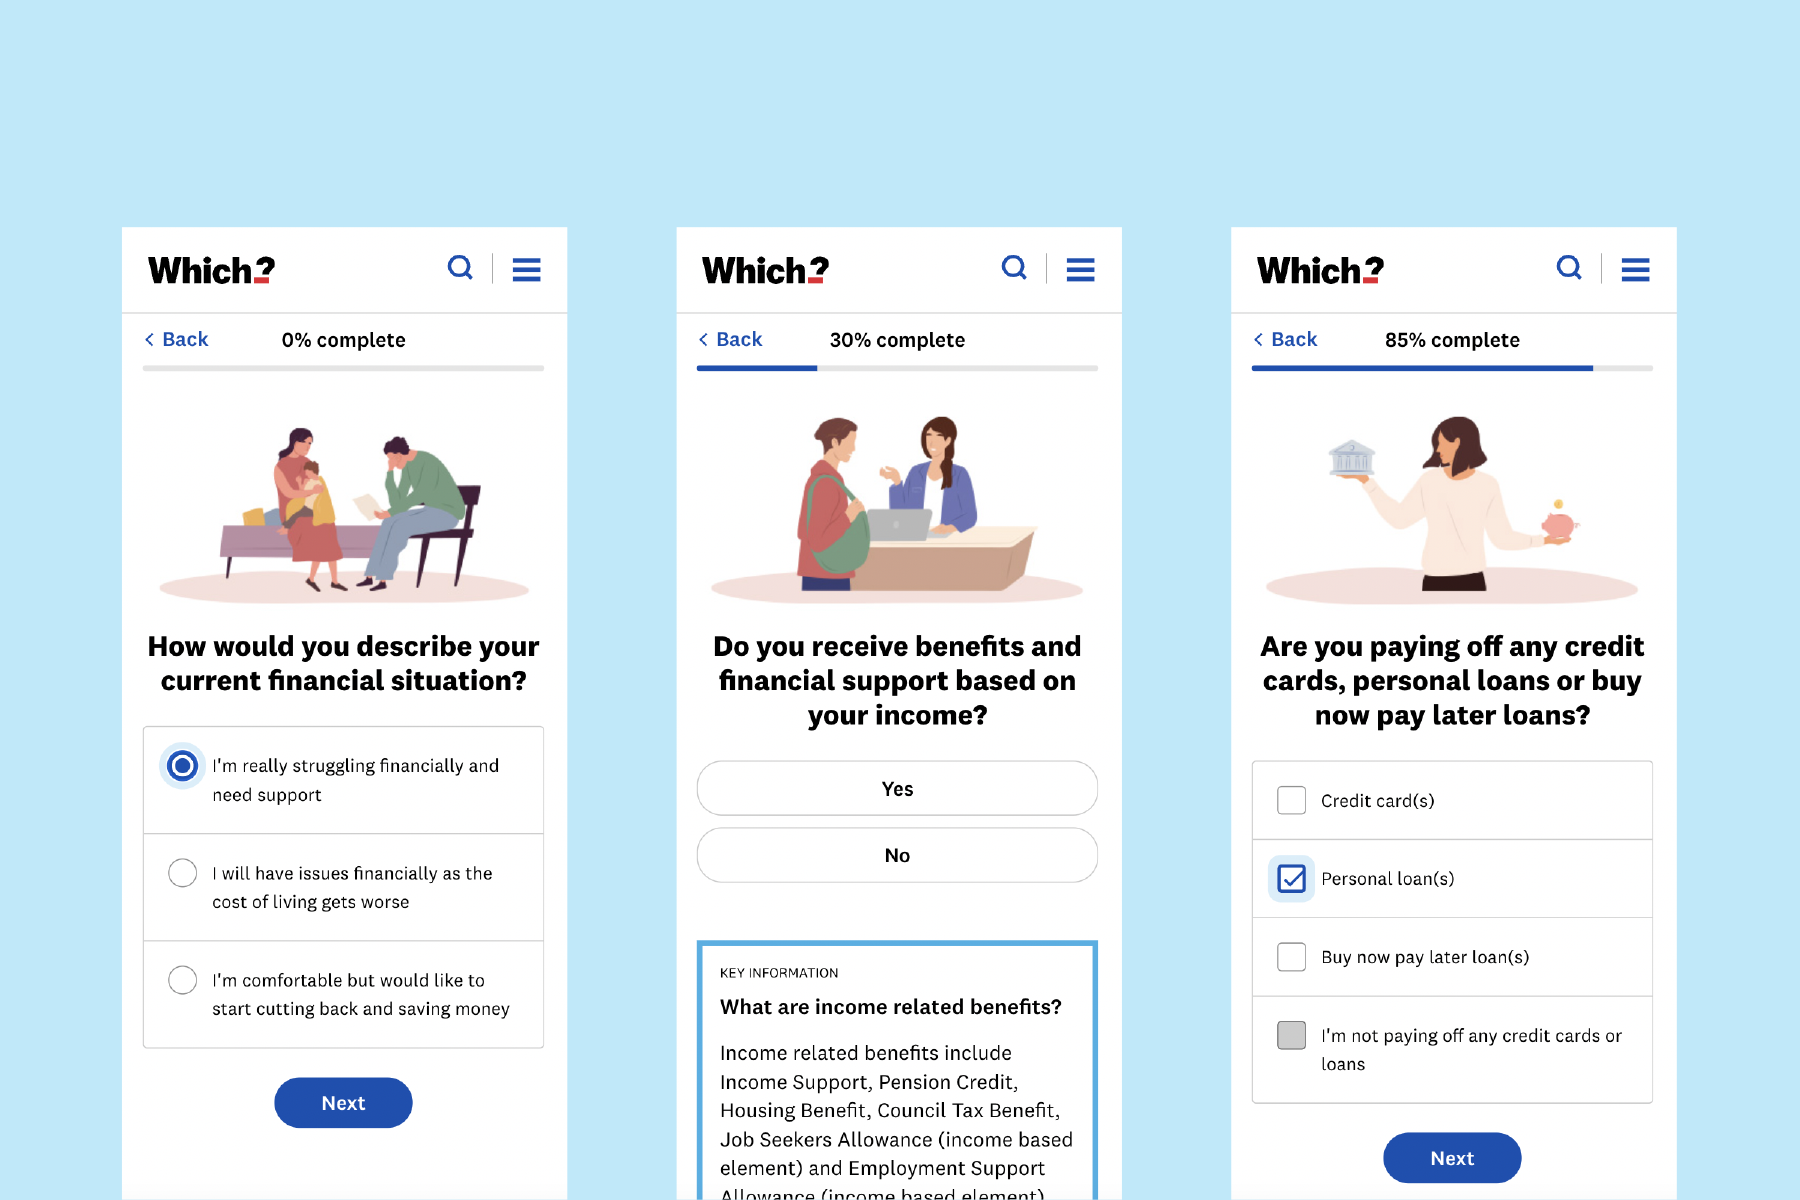 Which?
Back
0% complete
How would you describe your
current financial situation?
I'm really struggling financially and
need support
I will have issues financially as the
cost of living gets worse
I'm comfortable but would like to
start cutting back and saving money
Next
Which?
Back
30% complete
Do you receive benefits and
financial support based on
your income?
Yes
No
KEY INFORMATION
What are income related benefits?
Income related benefits include
Income Support, Pension Credit,
Housing Benefit, Council Tax Benefit,
Job Seekers Allowance (income based
element) and Employment Support
Allowance (income based element)
Which?
Back
85% complete
Are you paying off any credit
cards, personal loans or buy
now pay later loans?
Credit card(s)
Personal loan(s)
Buy now pay later loan(s)
I'm not paying off any credit cards or
loans
Next